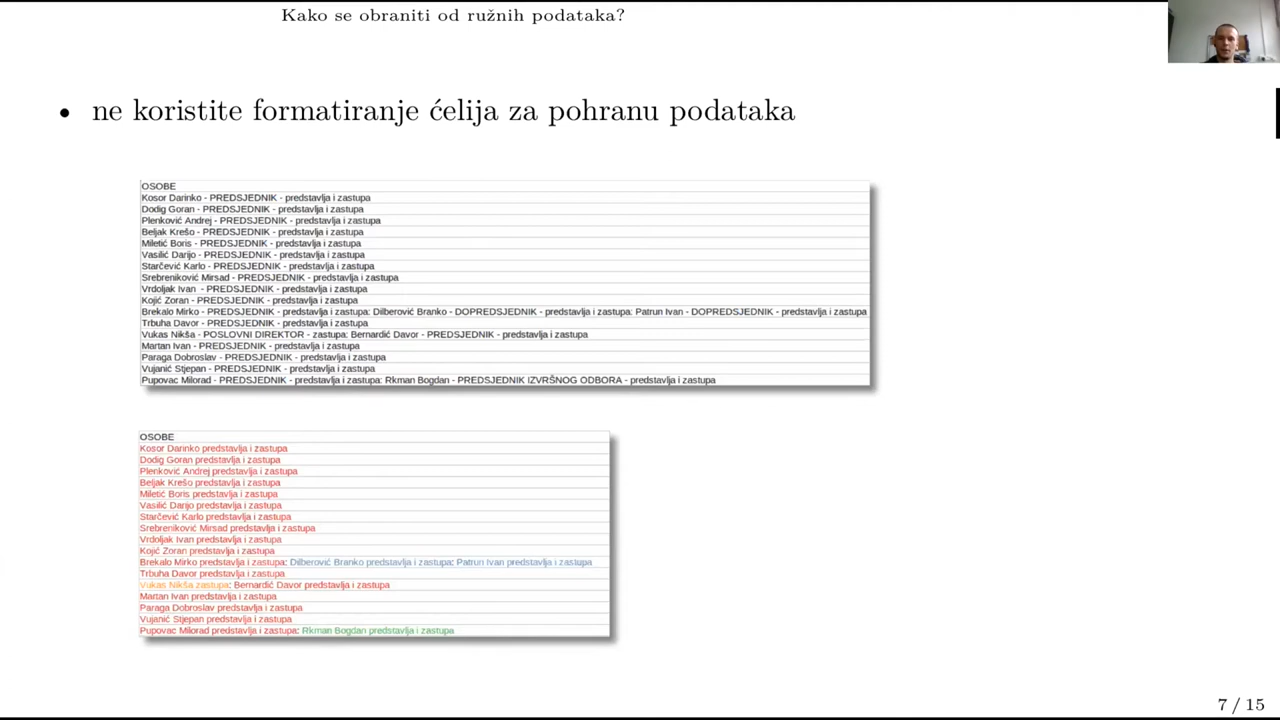 Kako se obraniti od ružnih podataka?
• ne koristite formatiranje ćelija za pohranu podataka
OSOBE
Kosor Darinko - PREDSJEDNIK - predstavlja i zastupa
Dodig Goran - PREDSJEDNIK - predstavlja i zastupa
Plenković Andrej - PREDSJEDNIK - predstavlja i zastupa
Beljak Krešo - PREDSJEDNIK - predstavlja i zastupa
Miletić Boris - PREDSJEDNIK - predstavlja i zastupa
Vasilić Darijo - PREDSJEDNIK - predstavlja i zastupa
Starčević Karlo - PREDSJEDNIK - predstavlja i zastupa
Srebreniković Mirsad - PREDSJEDNIK - predstavlja i zastupa
Vrdoljak Ivan - PREDSJEDNIK - predstavlja i zastupa
Kojić Zoran - PREDSJEDNIK - predstavlja i zastupa
Brekalo Mirko - PREDSJEDNIK - predstavlja i zastupa: Dilberović Branko - DOPREDSJEDNIK - predstavlja i zastupa: Patrun Ivan - DOPREDSJEDNIK - predstavlja i zastupa
Trbuha Davor - PREDSJEDNIK - predstavlja i zastupa
Vukas Nikša - POSLOVNI DIREKTOR - zastupa: Bernardić Davor - PREDSJEDNIK - predstavlja i zastupa
Martan Ivan - PREDSJEDNIK - predstavlja i zastupa
Paraga Dobroslav - PREDSJEDNIK - predstavlja i zastupa
Vujanić Stjepan - PREDSJEDNIK - predstavlja i zastupa
Pupovac Milorad - PREDSJEDNIK - predstavlja i zastupa: Rkman Bogdan - PREDSJEDNIK IZVRŠNOG ODBORA - predstavlja i zastupa
OSOBE
Kosor Darinko predstavlja i zastupa
Dodig Goran predstavlja i zastupa
Plenković Andrej predstavlja i zastupa
Beljak Krešo predstavlja i zastupa
Miletić Boris predstavlja i zastupa
Vasilić Darijo predstavlja i zastupa
Starčević Karlo predstavlja i zastupa
Srebreniković Mirsad predstavlja i zastupa
Vrdoljak Ivan predstavlja i zastupa
Kojić Zoran predstavlja i zastupa
Brekalo Mirko predstavlja i zastupa: Dilberović Branko predstavlja i zastupa: Patrun Ivan predstavlja i zastupa
Trbuha Davor predstavlja i zastupa
Vukas Nikša zastupa: Bernardić Davor predstavlja i zastupa
Martan Ivan predstavlja i zastupa
Paraga Dobroslav predstavlja i zastupa
Vujanić Stjepan predstavlja i zastupa
Pupovac Milorad predstavlja i zastupa: Rkman Bogdan predstavlja i zastupa
7 / 15